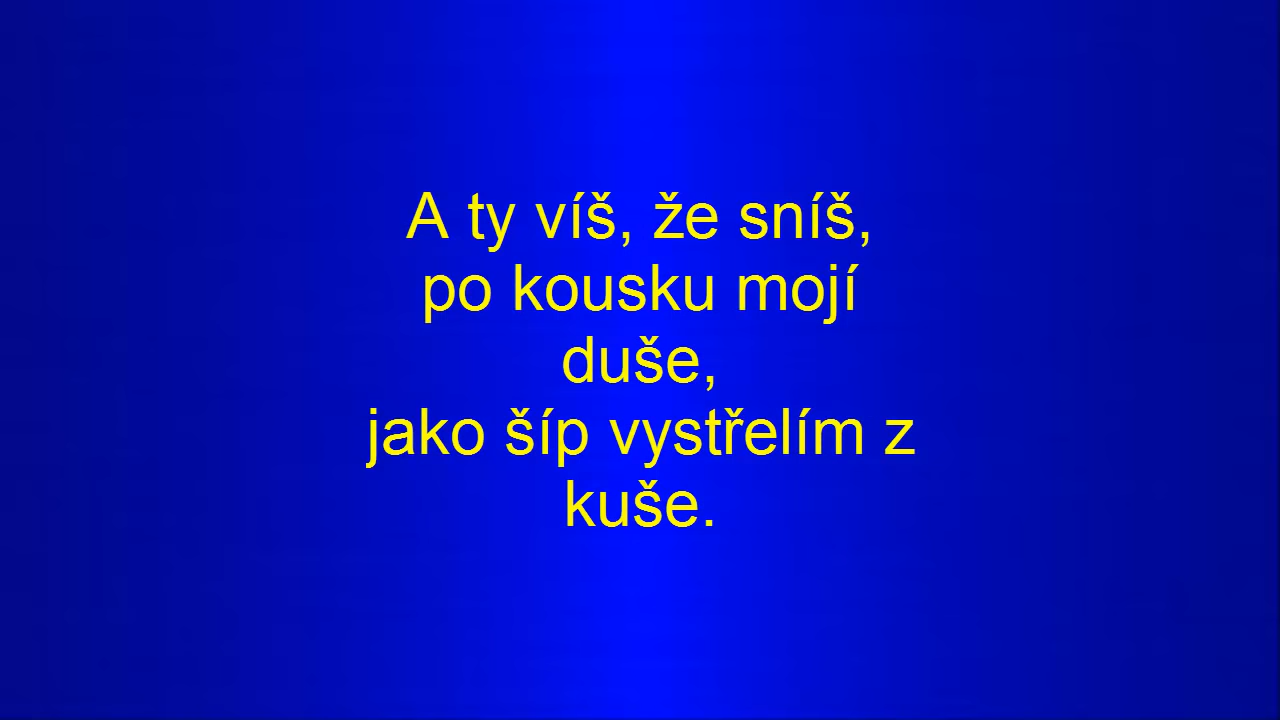 A ty víš, že sníš,
po kousku mojí
duše,
jako šíp vystřelím z
kuše.